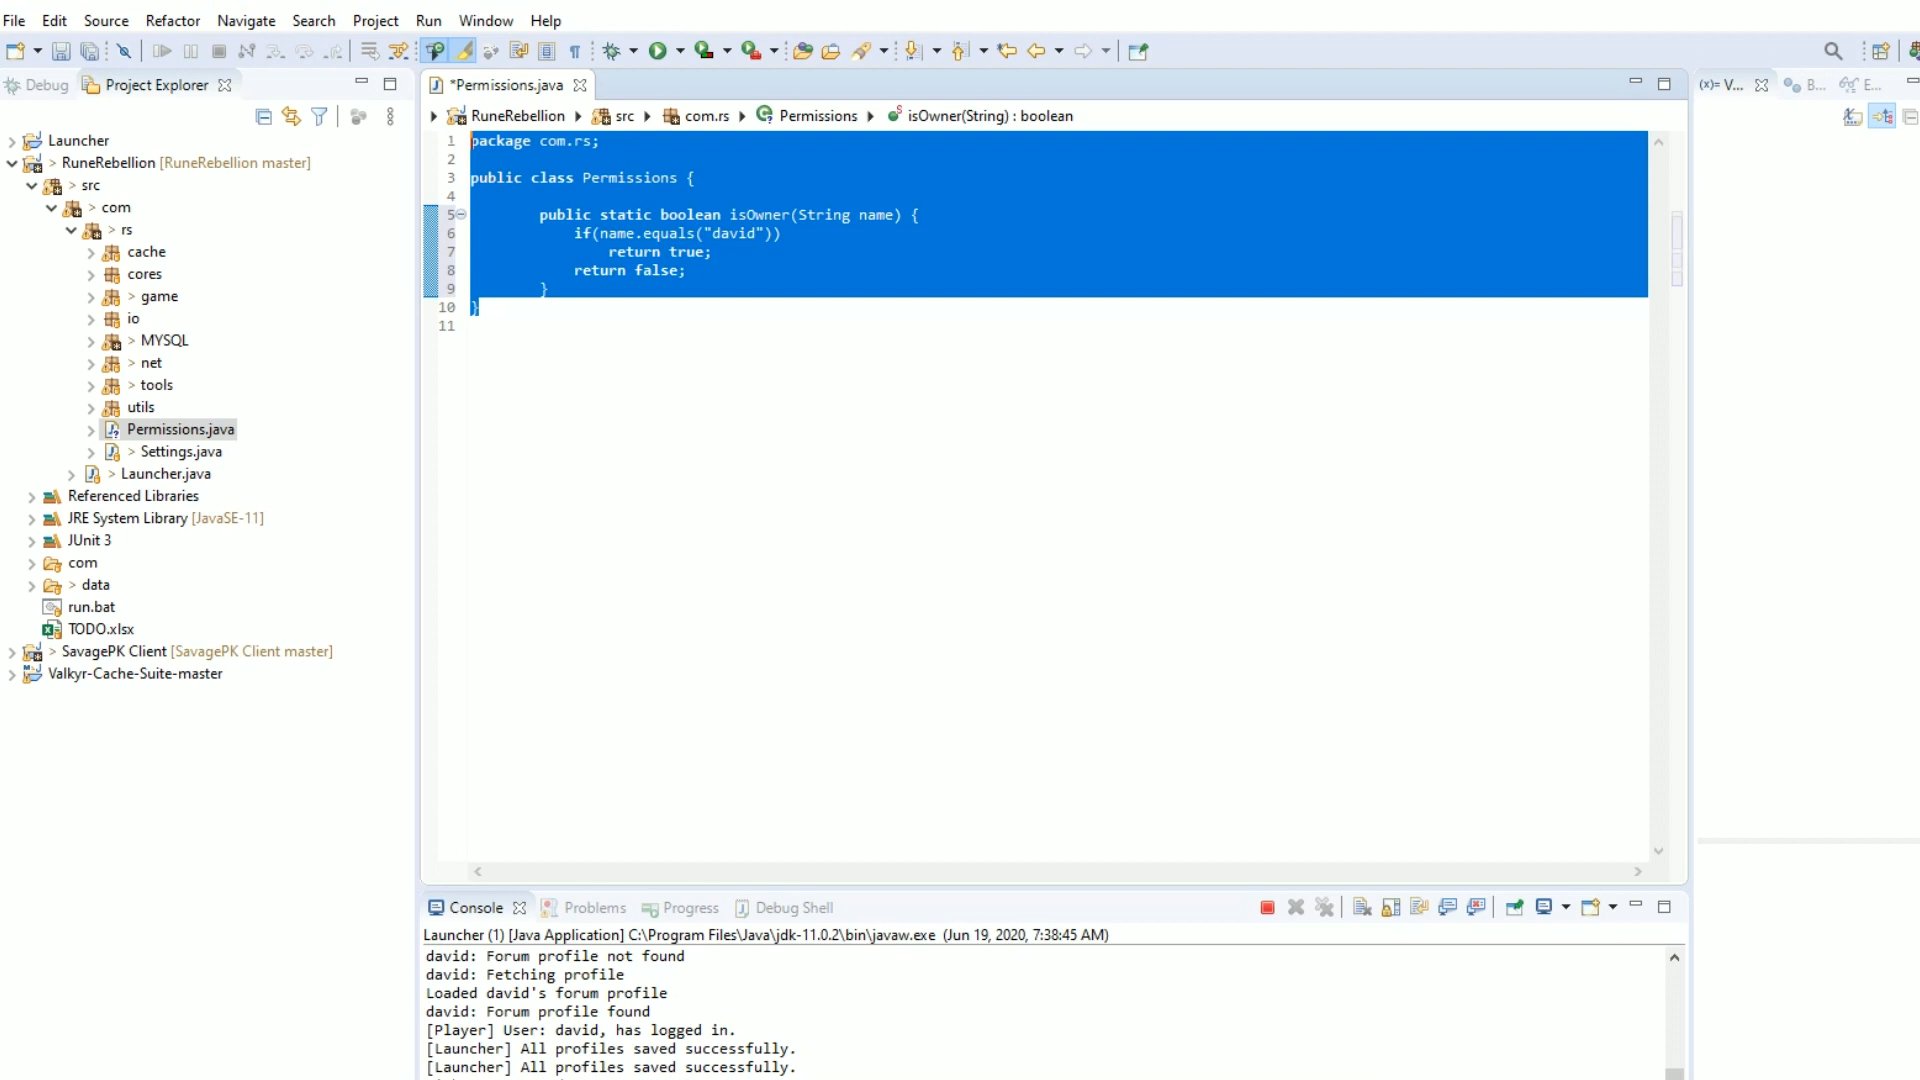 File Edit Source Refactor Navigate Search Project Run Window Help
Debug Project Explorer
*Permissions.java
(x)= V... B... E...
RuneRebellion src com.rs Permissions isOwner(String) : boolean
Launcher
> RuneRebellion [RuneRebellion master]
> src
> com
> rs
cache
cores
> game
io
> MYSQL
> net
> tools
utils
Permissions.java
> Settings.java
> Launcher.java
Referenced Libraries
JRE System Library [JavaSE-11]
JUnit 3
com
> data
run.bat
TODO.xlsx
> SavagePK Client [SavagePK Client master]
Valkyr-Cache-Suite-master
1 package com.rs;
2
3 public class Permissions {
4
5 public static boolean isOwner(String name) {
6 if(name.equals("david"))
7 return true;
8 return false;
9 }
10 }
11
Console Problems Progress Debug Shell
Launcher (1) [Java Application] C:\Program Files\Java\jdk-11.0.2\bin\javaw.exe (Jun 19, 2020, 7:38:45 AM)
david: Forum profile not found
david: Fetching profile
Loaded david's forum profile
david: Forum profile found
[Player] User: david, has logged in.
[Launcher] All profiles saved successfully.
[Launcher] All profiles saved successfully.